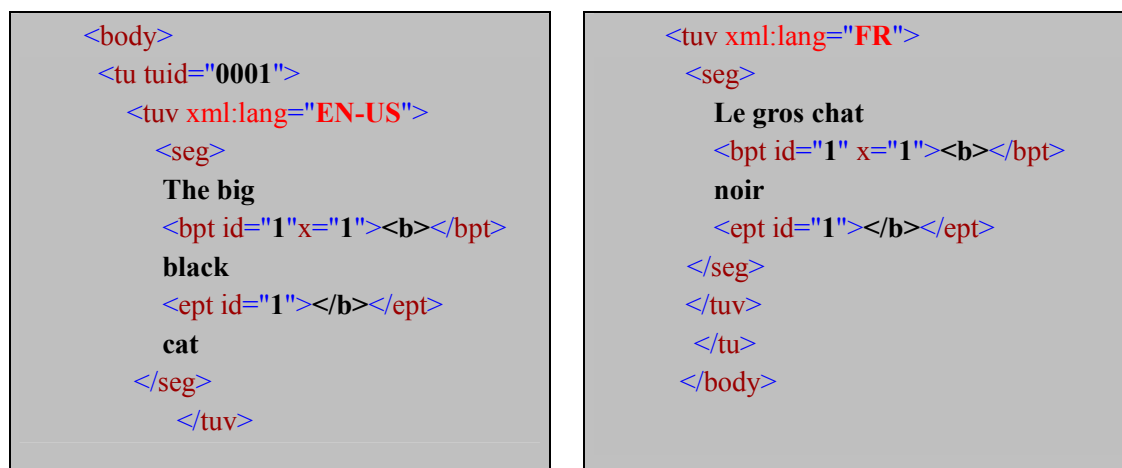 <body>
<tu tuid="0001">
<tuv xml:lang="EN-US">
<seg>
The big
<bpt id="1"x="1"><b></bpt>
black
<ept id="1"></b></ept>
cat
</seg>
</tuv>
<tuv xml:lang="FR">
<seg>
Le gros chat
<bpt id="1" x="1"><b></bpt>
noir
<ept id="1"></b></ept>
</seg>
</tuv>
</tu>
</body>